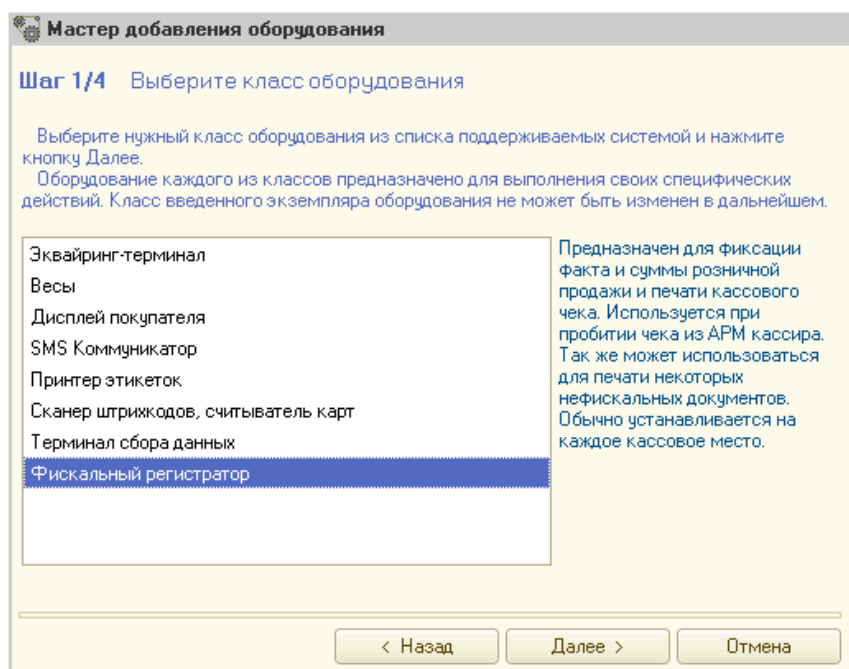 Мастер добавления оборудования
Шаг 1/4 Выберите класс оборудования
Выберите нужный класс оборудования из списка поддерживаемых системой и нажмите
кнопку Далее.
Оборудование каждого из классов предназначено для выполнения своих специфических
действий. Класс введенного экземпляра оборудования не может быть изменен в дальнейшем.
Эквайринг-терминал
Весы
Дисплей покупателя
SMS Коммуникатор
Принтер этикеток
Сканер штрихкодов, считыватель карт
Терминал сбора данных
Фискальный регистратор
Предназначен для фиксации
факта и суммы розничной
продажи и печати кассового
чека. Используется при
пробитии чека из АРМ кассира.
Так же может использоваться
для печати некоторых
нефискальных документов.
Обычно устанавливается на
каждое кассовое место.
< Назад
Далее >
Отмена